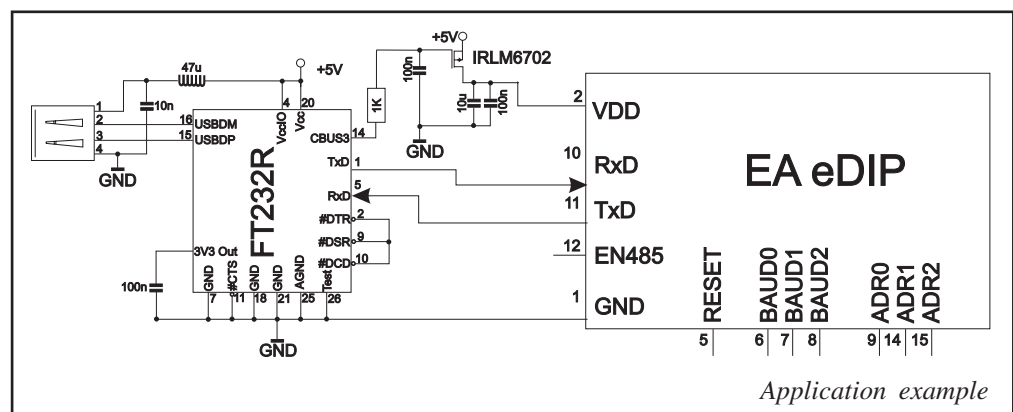 47u
+5V
10n
1
2
3
4
GND
16 USBDM
15 USBDP
4
VccIO
20
Vcc
FT232R
CBUS3 14
TxD 1
RxD 5
#DTR 2
#DSR 9
#DCD 10
3V3 Out
100n
GND
7
#CTS
11
GND
18
GND
21
AGND
25
Test
26
GND
1K
100n
GND
+5V
IRLM6702
10u
100n
2 VDD
10 RxD
11 TxD
12 EN485
1 GND
EA eDIP
RESET
5
BAUD0
6
BAUD1
7
BAUD2
8
ADR0
9
ADR1
14
ADR2
15
Application example